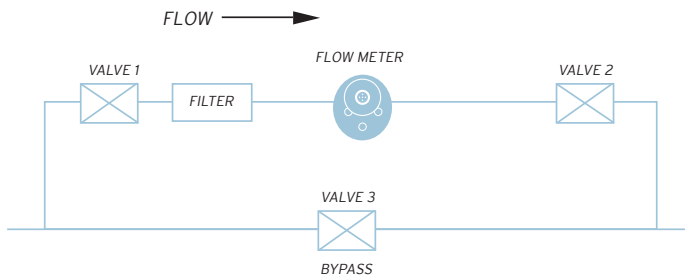 FLOW
FLOW METER
VALVE 1
VALVE 2
FILTER
VALVE 3
BYPASS